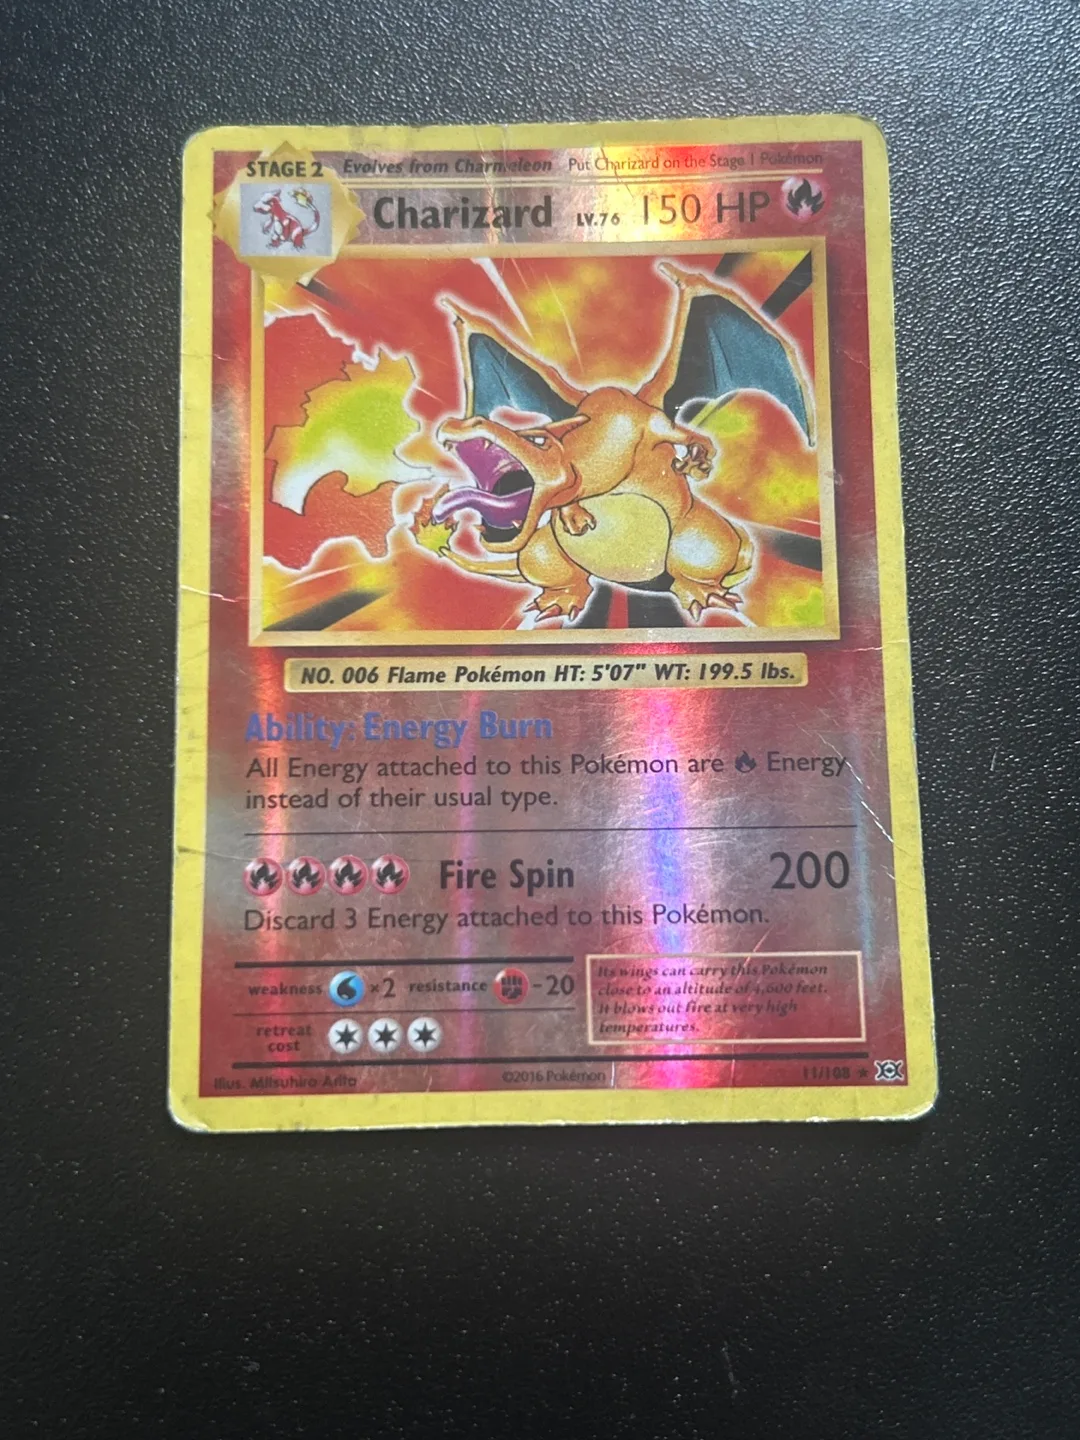 STAGE 2 Evolves from Charmeleon Put Charizard on the Stage 1 Pokémon
Charizard LV.76 150 HP
NO. 006 Flame Pokémon HT: 5'07" WT: 199.5 lbs.
Ability: Energy Burn
All Energy attached to this Pokémon are Energy
instead of their usual type.
Fire Spin 200
Discard 3 Energy attached to this Pokémon.
weakness ×2 resistance -20
retreat
cost
Its wings can carry this Pokémon
close to an altitude of 4,600 feet.
It blows out fire at very high
temperatures.
Illus. Mitsuhiro Arita ©2016 Pokémon 11/108 ★